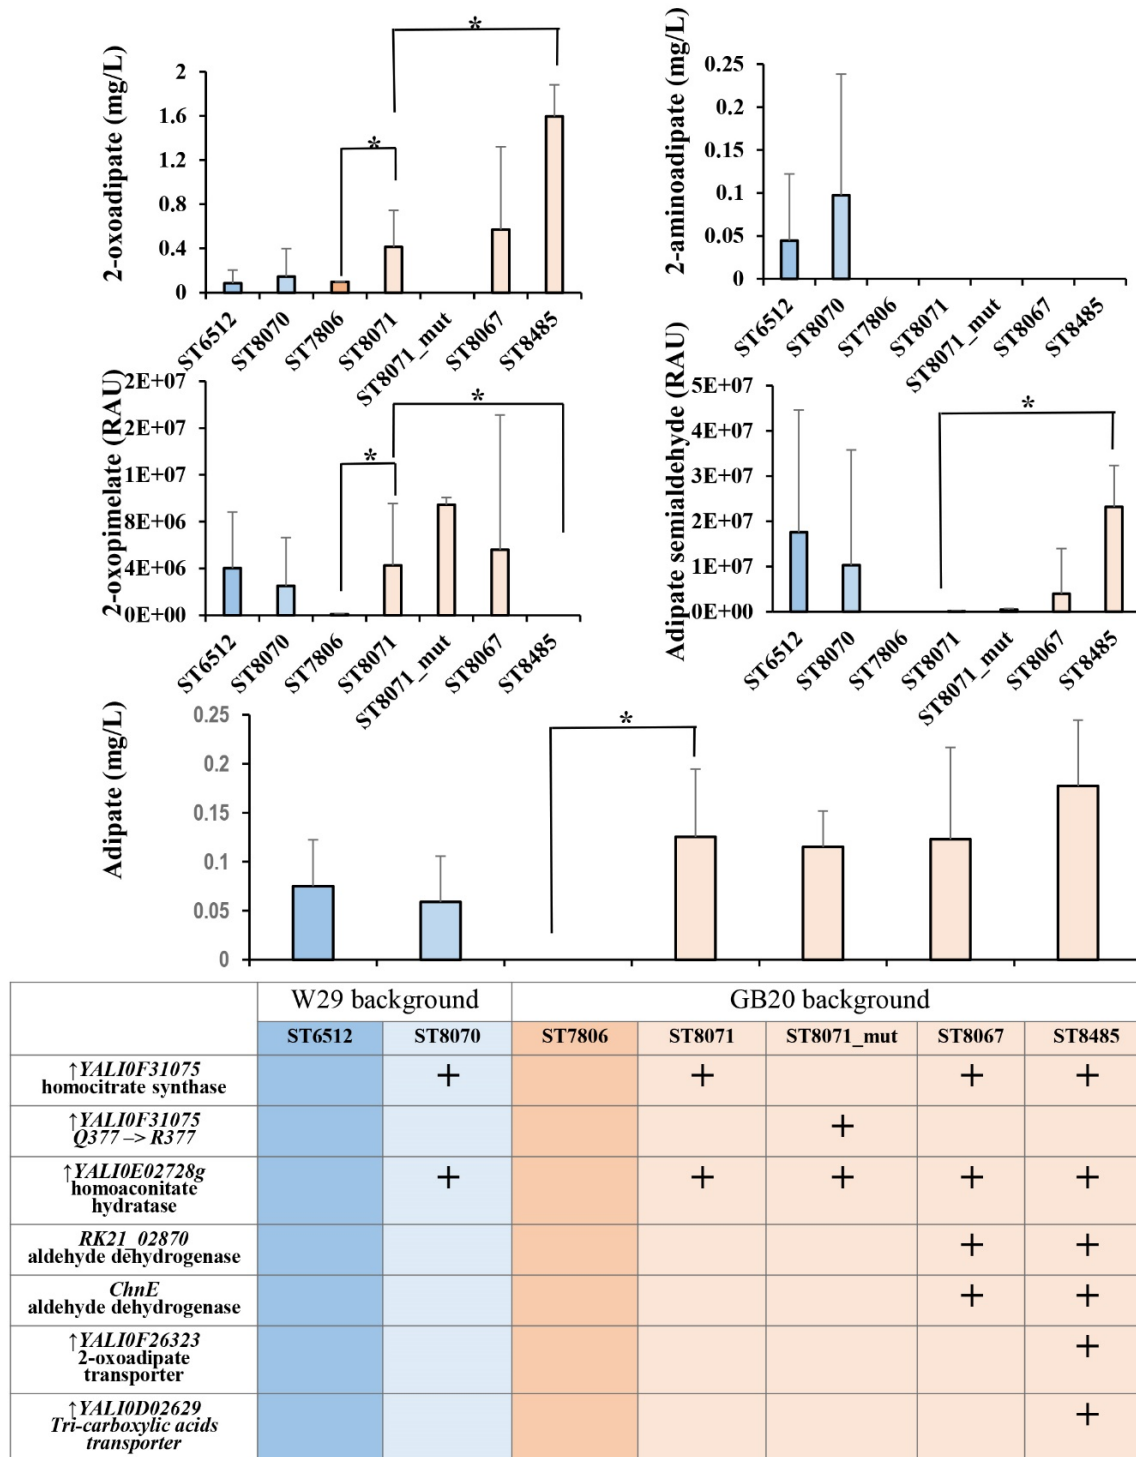 2-oxoadipate (mg/L)
2
1.6
1.2
0.8
0.4
0
*
*
ST6512
ST8070
ST7806
ST8071
ST8071_mut
ST8067
ST8485
2-aminoadipate (mg/L)
0.25
0.2
0.15
0.1
0.05
0
ST6512
ST8070
ST7806
ST8071
ST8071_mut
ST8067
ST8485
2-oxopimelate (RAU)
2E+07
2E+07
1E+07
8E+06
4E+06
0E+00
*
*
ST6512
ST8070
ST7806
ST8071
ST8071_mut
ST8067
ST8485
Adipate semialdehyde (RAU)
5E+07
4E+07
3E+07
2E+07
1E+07
0E+00
*
ST6512
ST8070
ST7806
ST8071
ST8071_mut
ST8067
ST8485
Adipate (mg/L)
0.25
0.2
0.15
0.1
0.05
0
*
W29 background GB20 background
ST6512 ST8070 ST7806 ST8071 ST8071_mut ST8067 ST8485
↑YALI0F31075
homocitrate synthase
+ + + +
↑YALI0F31075
Q377 –> R377
+
↑YALI0E02728g
homoaconitate
hydratase
+ + + + +
RK21_02870
aldehyde dehydrogenase
+ +
ChnE
aldehyde dehydrogenase
+ +
↑YALI0F26323
2-oxoadipate
transporter
+
↑YALI0D02629
Tri-carboxylic acids
transporter
+